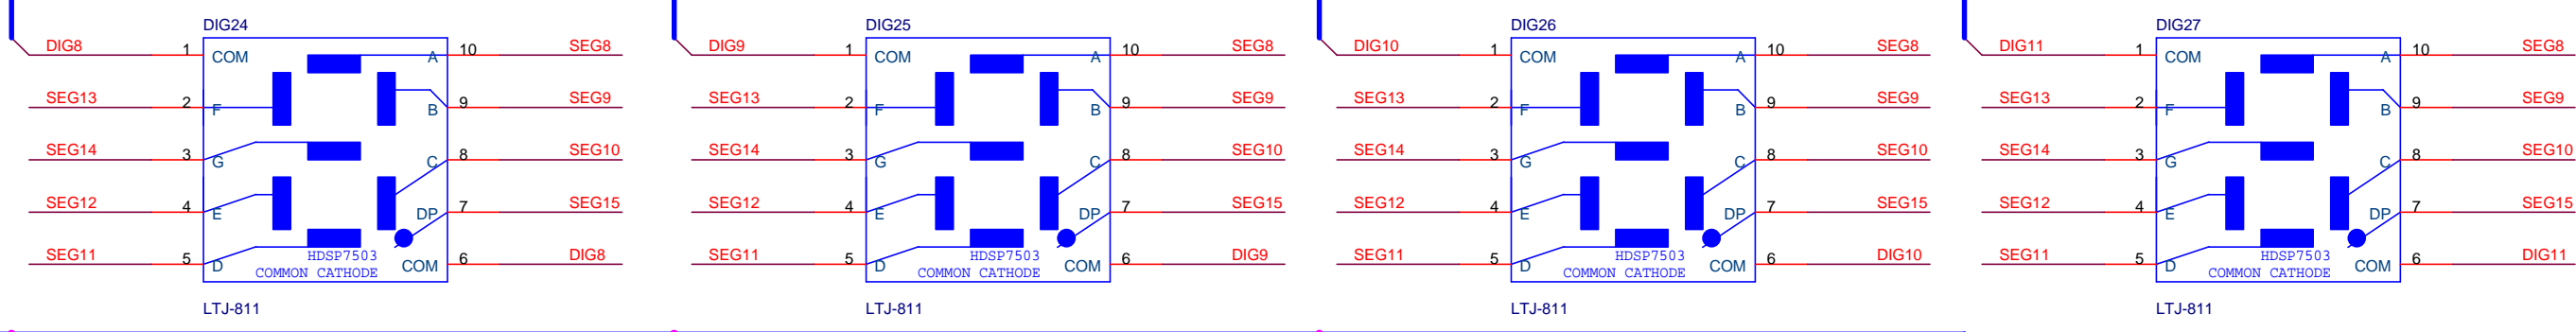 DIG24
DIG8 1 COM A 10 SEG8
SEG13 2 F B 9 SEG9
SEG14 3 G C 8 SEG10
SEG12 4 E DP 7 SEG15
SEG11 5 D COM 6 DIG8
HDSP7503
COMMON CATHODE
LTJ-811
DIG25
DIG9 1 COM A 10 SEG8
SEG13 2 F B 9 SEG9
SEG14 3 G C 8 SEG10
SEG12 4 E DP 7 SEG15
SEG11 5 D COM 6 DIG9
HDSP7503
COMMON CATHODE
LTJ-811
DIG26
DIG10 1 COM A 10 SEG8
SEG13 2 F B 9 SEG9
SEG14 3 G C 8 SEG10
SEG12 4 E DP 7 SEG15
SEG11 5 D COM 6 DIG10
HDSP7503
COMMON CATHODE
LTJ-811
DIG27
DIG11 1 COM A 10 SEG8
SEG13 2 F B 9 SEG9
SEG14 3 G C 8 SEG10
SEG12 4 E DP 7 SEG15
SEG11 5 D COM 6 DIG11
HDSP7503
COMMON CATHODE
LTJ-811